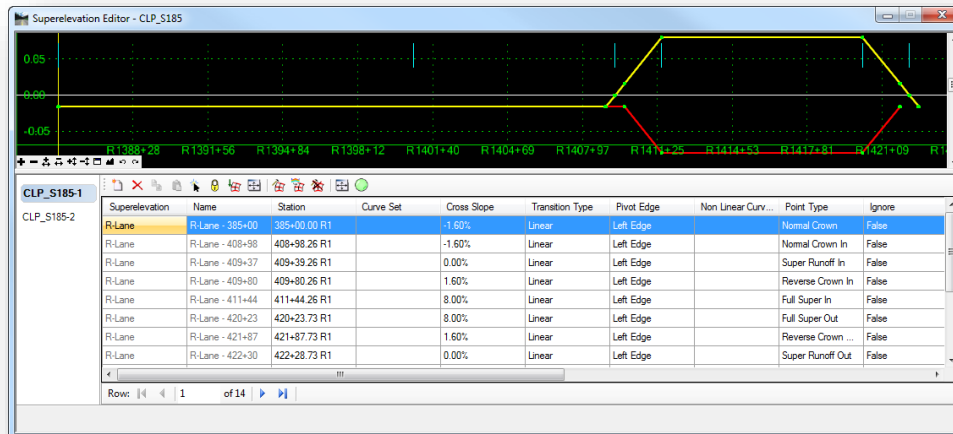 Superelevation Editor - CLP_S185
0.05
0.00
-0.05
R1388+28 R1391+56 R1394+84 R1398+12 R1401+40 R1404+69 R1407+97 R1411+25 R1414+53 R1417+81 R1421+09 R14
CLP_S185-1
CLP_S185-2
Superelevation Name Station Curve Set Cross Slope Transition Type Pivot Edge Non Linear Curv... Point Type Ignore
R-Lane R-Lane - 385+00 385+00.00 R1 -1.60% Linear Left Edge Normal Crown False
R-Lane R-Lane - 408+98 408+98.26 R1 -1.60% Linear Left Edge Normal Crown In False
R-Lane R-Lane - 409+37 409+39.26 R1 0.00% Linear Left Edge Super Runoff In False
R-Lane R-Lane - 409+80 409+80.26 R1 1.60% Linear Left Edge Reverse Crown In False
R-Lane R-Lane - 411+44 411+44.26 R1 8.00% Linear Left Edge Full Super In False
R-Lane R-Lane - 420+23 420+23.73 R1 8.00% Linear Left Edge Full Super Out False
R-Lane R-Lane - 421+87 421+87.73 R1 1.60% Linear Left Edge Reverse Crown ... False
R-Lane R-Lane - 422+30 422+28.73 R1 0.00% Linear Left Edge Super Runoff Out False
Row: 1 of 14